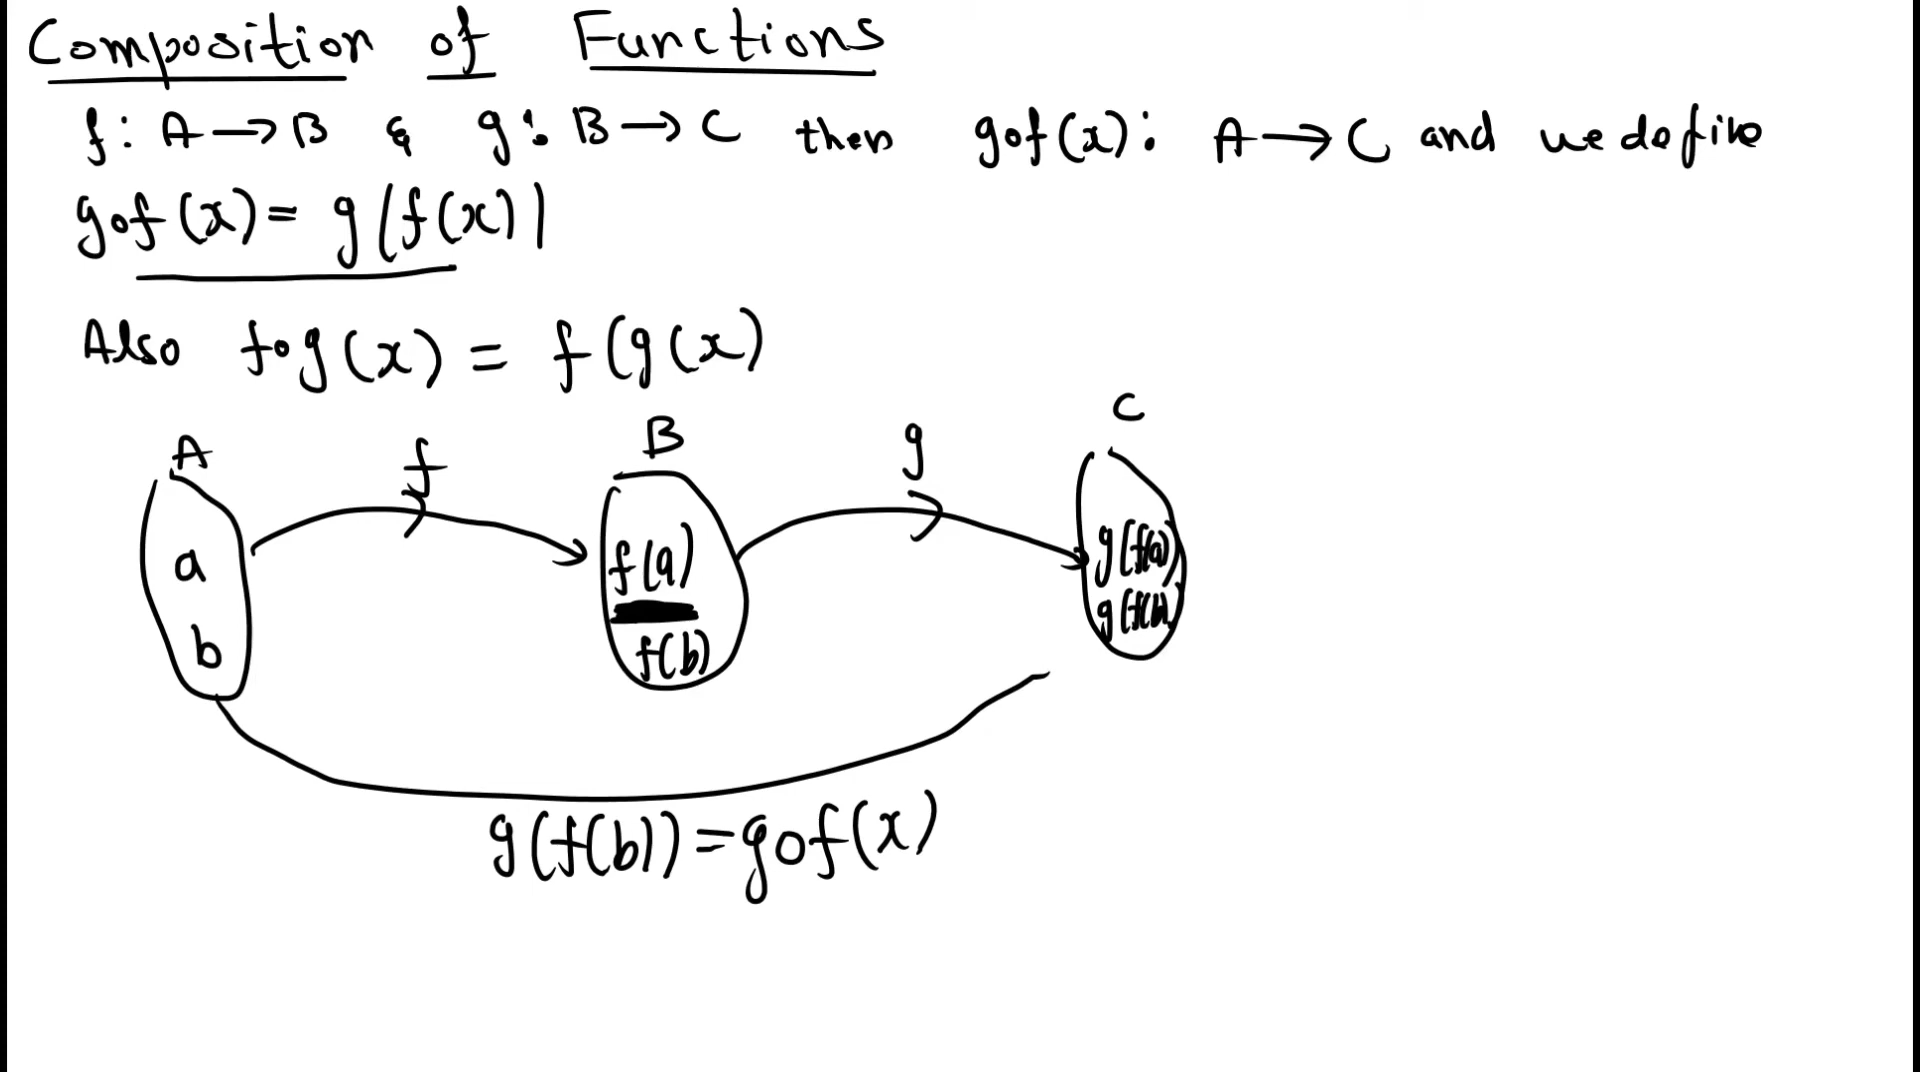 Composition of Functions
f: A → B & g: B → C then gof(x): A → C and we define
gof(x) = g(f(x))
Also fog(x) = f(g(x)
A f B g C
a f(a) g(f(a)
b f(b) g(f(b)
g(f(b)) = gof(x)